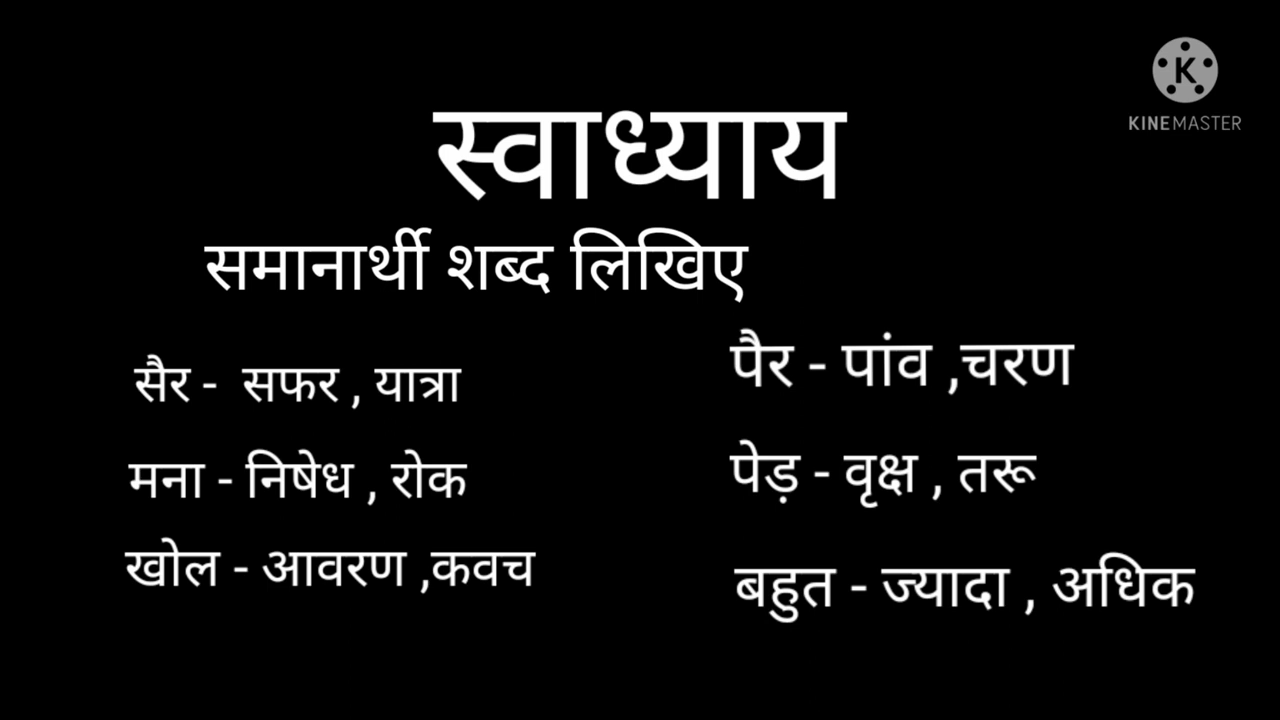 KINEMASTER
स्वाध्याय
समानार्थी शब्द लिखिए
सैर - सफर , यात्रा
मना - निषेध , रोक
खोल - आवरण ,कवच
पैर - पांव ,चरण
पेड़ - वृक्ष , तरू
बहुत - ज्यादा , अधिक